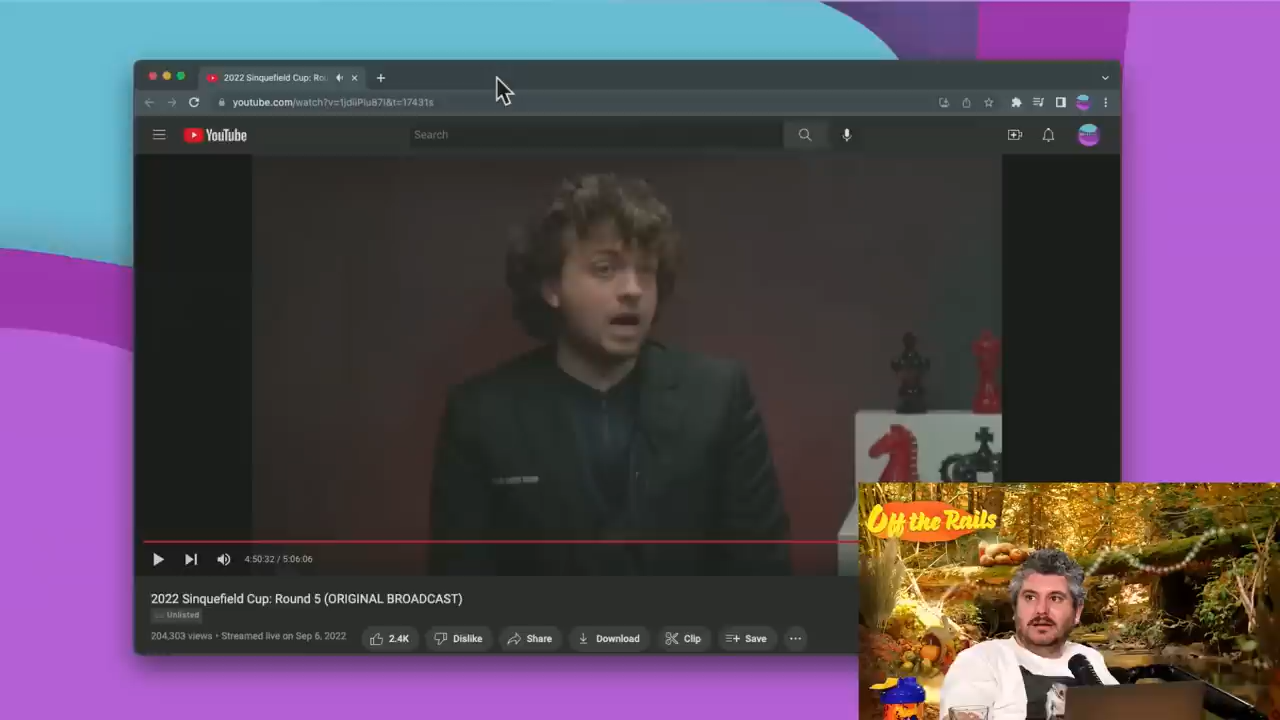 2022 Sinquefield Cup: Rou
youtube.com/watch?v=1jdiiPlu87I&t=17431s
YouTube
Search
4:50:32 / 5:06:06
2022 Sinquefield Cup: Round 5 (ORIGINAL BROADCAST)
Unlisted
204,303 views • Streamed live on Sep 6, 2022
2.4K
Dislike
Share
Download
Clip
Save
Off the Rails